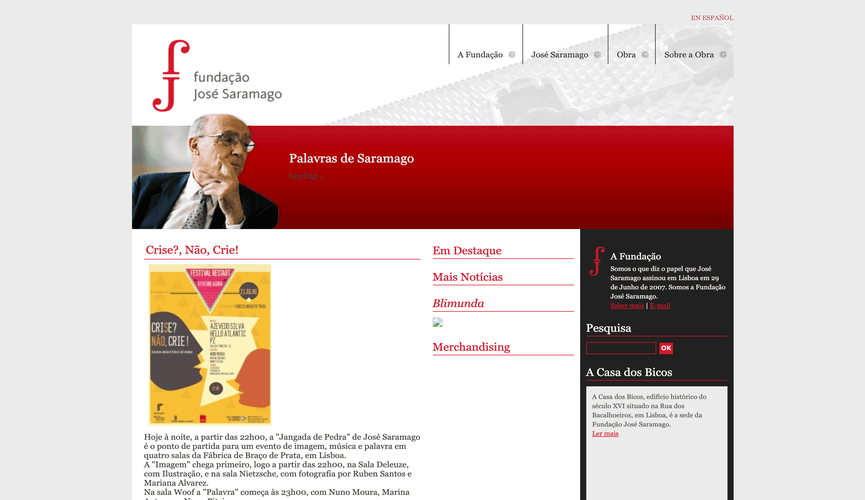 EN ESPAÑOL
A Fundação
José Saramago
Obra
Sobre a Obra
fundação
José Saramago
Palavras de Saramago
Crise?, Não, Crie!
FESTIVAL RESTART
CRISE?
NÃO, CRIE!
AZEVEDO SILVA
HELLO ATLANTIC
PZ
Hoje à noite, a partir das 22h00, a "Jangada de Pedra" de José Saramago
é o ponto de partida para um evento de imagem, música e palavra em
quatro salas da Fábrica de Braço de Prata, em Lisboa.
A "Imagem" chega primeiro, logo a partir das 22h00, na Sala Deleuze,
com Ilustração, e na sala Nietzsche, com fotografia por Ruben Santos e
Mariana Alvarez.
Na sala Woof a "Palavra" começa às 23h00, com Nuno Moura, Marina
Em Destaque
Mais Notícias
Blimunda
Merchandising
A Fundação
Somos o que diz o papel que José
Saramago assinou em Lisboa em 29
de Junho de 2007. Somos a Fundação
José Saramago.
Saber mais | E-mail
Pesquisa
OK
A Casa dos Bicos
A Casa dos Bicos, edifício histórico do
século XVI situado na Rua dos
Bacalhoeiros, em Lisboa, é a sede da
Fundação José Saramago.
Ler mais